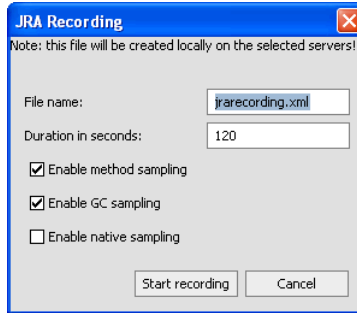 JRA Recording
Note: this file will be created locally on the selected servers!
File name: jrarecording.xml
Duration in seconds: 120
Enable method sampling
Enable GC sampling
Enable native sampling
Start recording Cancel